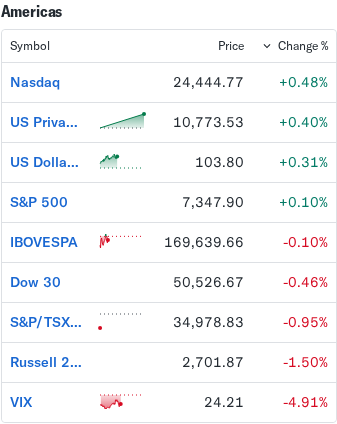 Americas
Symbol Price Change %
Nasdaq 24,444.77 +0.48%
US Priva... 10,773.53 +0.40%
US Dolla... 103.80 +0.31%
S&P 500 7,347.90 +0.10%
IBOVESPA 169,639.66 -0.10%
Dow 30 50,526.67 -0.46%
S&P/TSX... 34,978.83 -0.95%
Russell 2... 2,701.87 -1.50%
VIX 24.21 -4.91%